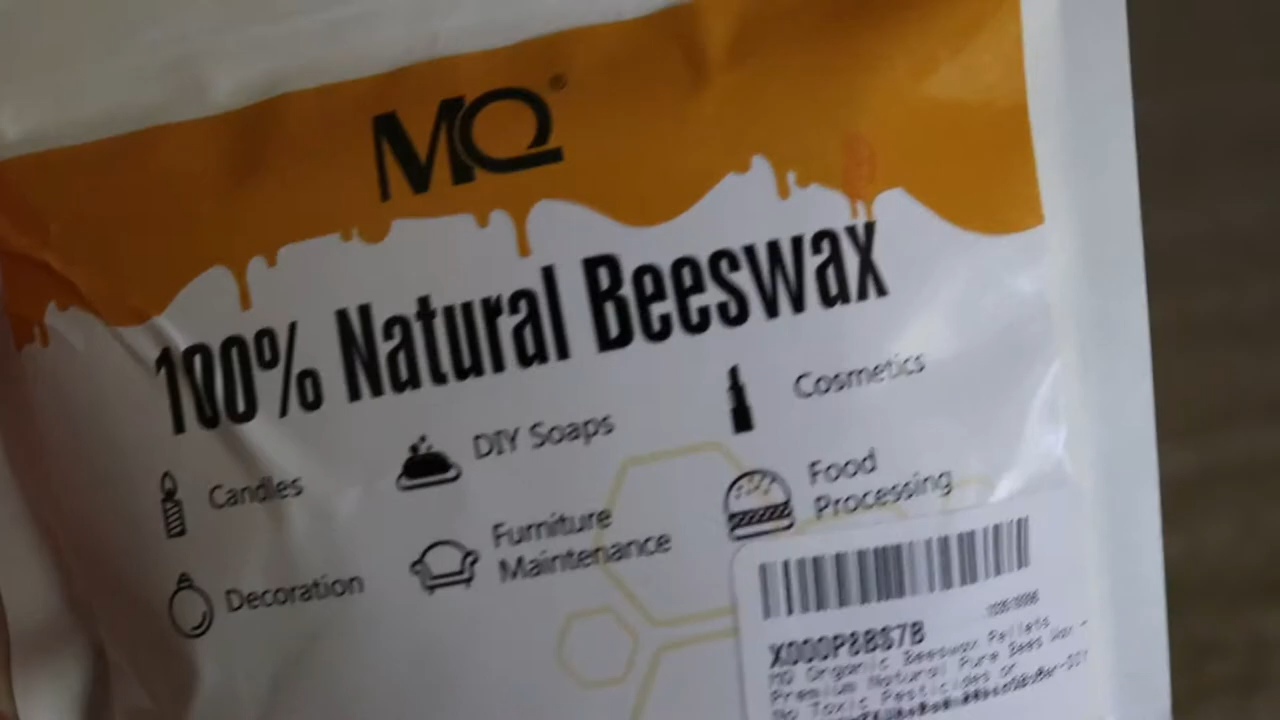 MQ®
100% Natural Beeswax
Candles
DIY Soaps
Cosmetics
Decoration
Furniture
Maintenance
Food
Processing
MQ Organic Beeswax Pellets
Premium Natural Pure Bees Wax -
No Toxic Pesticides or